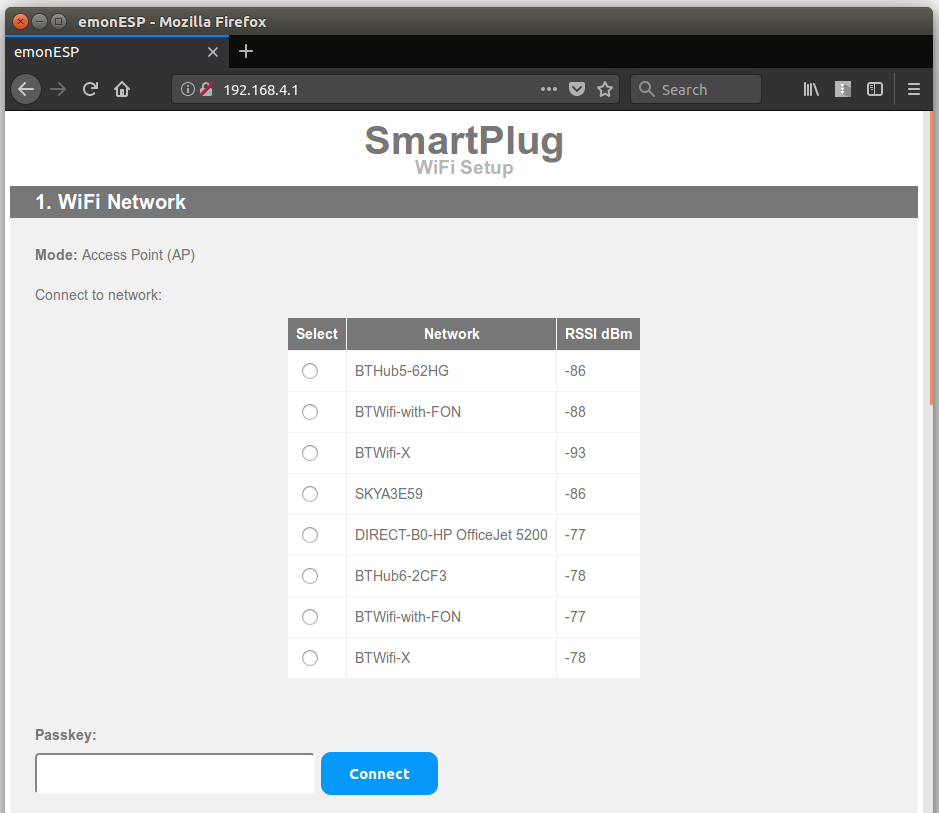 emonESP - Mozilla Firefox
emonESP
192.168.4.1
Search
SmartPlug
WiFi Setup
1. WiFi Network
Mode: Access Point (AP)
Connect to network:
Select Network RSSI dBm
BTHub5-62HG -86
BTWifi-with-FON -88
BTWifi-X -93
SKYA3E59 -86
DIRECT-B0-HP OfficeJet 5200 -77
BTHub6-2CF3 -78
BTWifi-with-FON -77
BTWifi-X -78
Passkey:
Connect